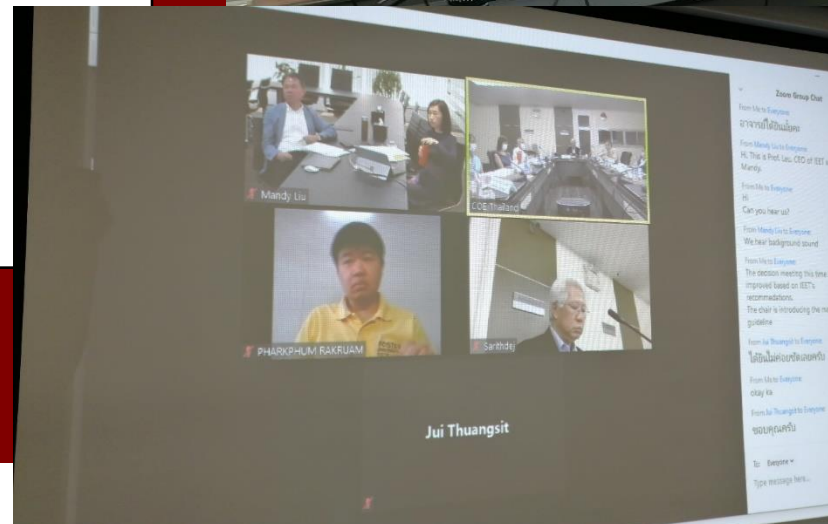 Mandy Liu
COE/Thailand
PHARKPHUM RAKRUAM
Sarithdej
Jui Thuangsit
Zoom Group Chat
From Me to Everyone
อาจารย์ได้ยินมั้ยคะ
From Mandy Liu to Everyone
Hi, This is Prof. Liu, CEO of IEET
Mandy.
From Me to Everyone
Hi
Can you hear us?
From Mandy Liu to Everyone
We hear background sound
From Me to Everyone
The decision meeting this time
improved based on IEET's
recommedations.
The chair is introducing the
guideline
From Jui Thuangsit to Everyone
ได้ยินไม่ค่อยชัดเลยครับ
From Me to Everyone
okay ka
From Jui Thuangsit to Everyone
ขอบคุณครับ
To: Everyone
Type message here...